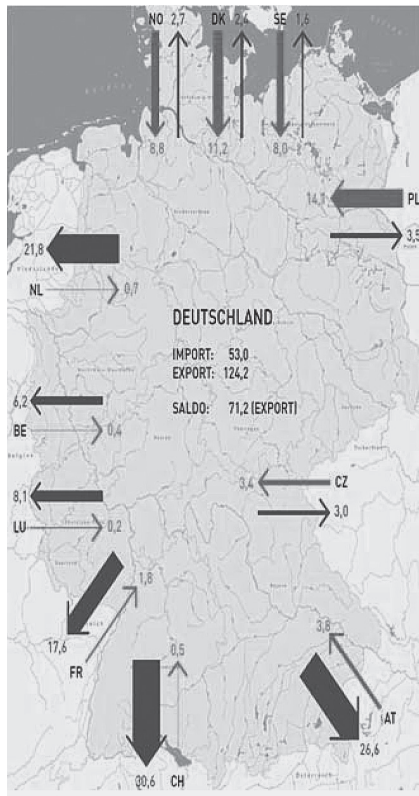 NO 2,7 DK 2,4 SE 1,6
8,8 11,2 8,0
14,1 PL
3,5
21,8
NL 0,7
DEUTSCHLAND
IMPORT: 53,0
EXPORT: 124,2
SALDO: 71,2 (EXPORT)
6,2
BE 0,4
3,4 CZ
8,1
3,0
LU 0,2
1,8
17,6
FR
0,5
3,8
AT
26,6
30,6 CH